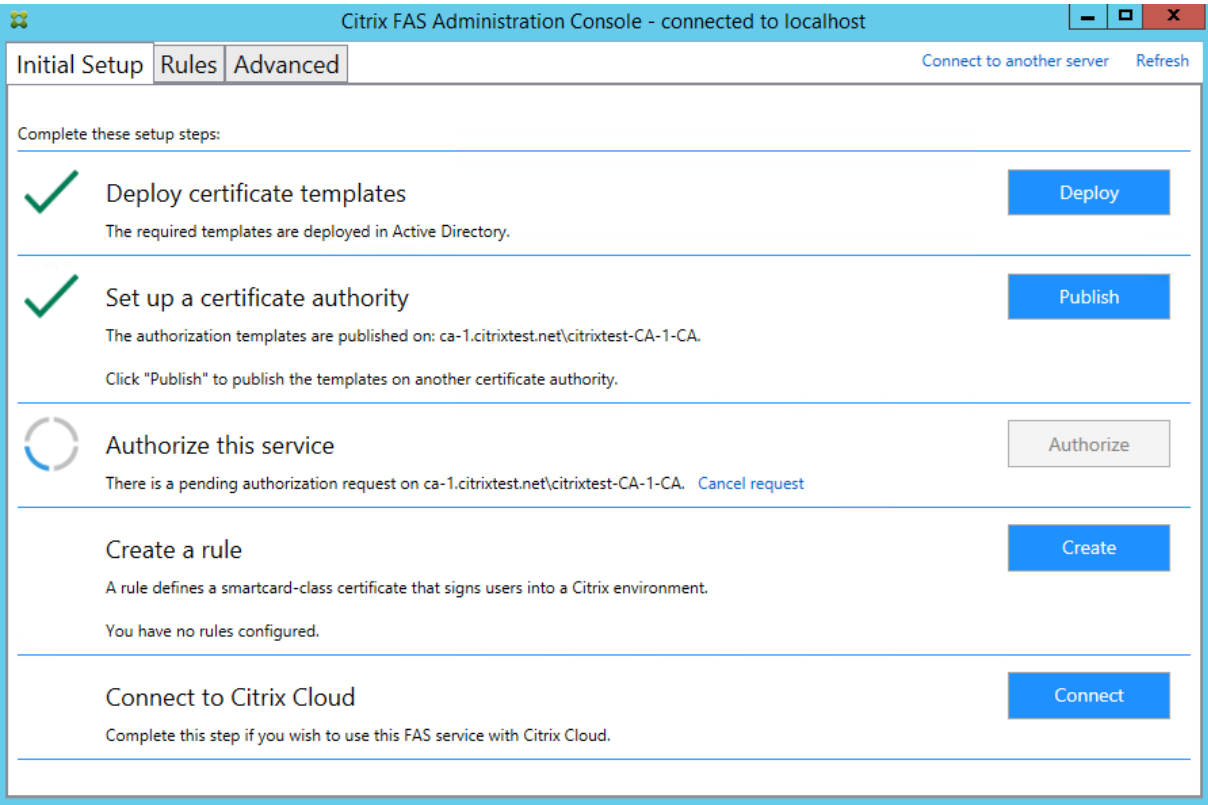 Citrix FAS Administration Console - connected to localhost
Initial Setup Rules Advanced Connect to another server Refresh
Complete these setup steps:
Deploy certificate templates Deploy
The required templates are deployed in Active Directory.
Set up a certificate authority Publish
The authorization templates are published on: ca-1.citrixtest.net\citrixtest-CA-1-CA.
Click "Publish" to publish the templates on another certificate authority.
Authorize this service Authorize
There is a pending authorization request on ca-1.citrixtest.net\citrixtest-CA-1-CA. Cancel request
Create a rule Create
A rule defines a smartcard-class certificate that signs users into a Citrix environment.
You have no rules configured.
Connect to Citrix Cloud Connect
Complete this step if you wish to use this FAS service with Citrix Cloud.